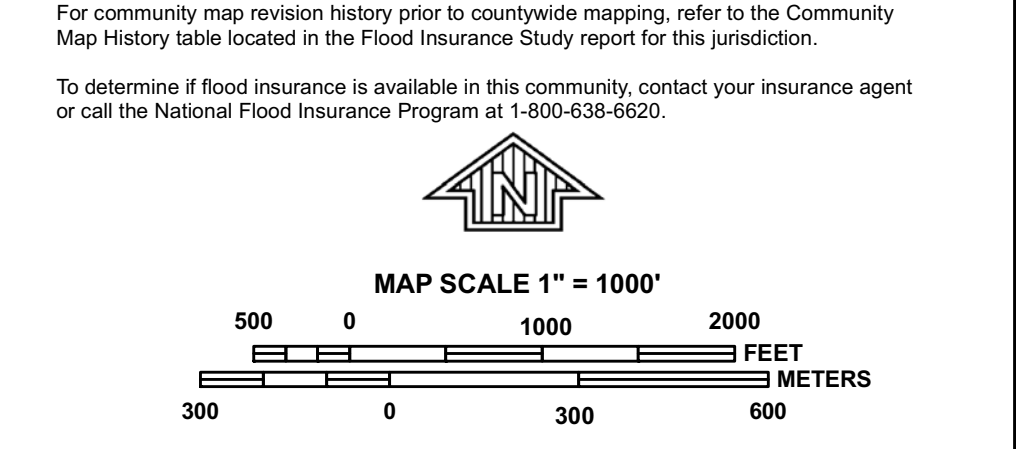 For community map revision history prior to countywide mapping, refer to the Community
Map History table located in the Flood Insurance Study report for this jurisdiction.
To determine if flood insurance is available in this community, contact your insurance agent
or call the National Flood Insurance Program at 1-800-638-6620.
N
MAP SCALE 1" = 1000'
500 0 1000 2000
FEET
METERS
300 0 300 600